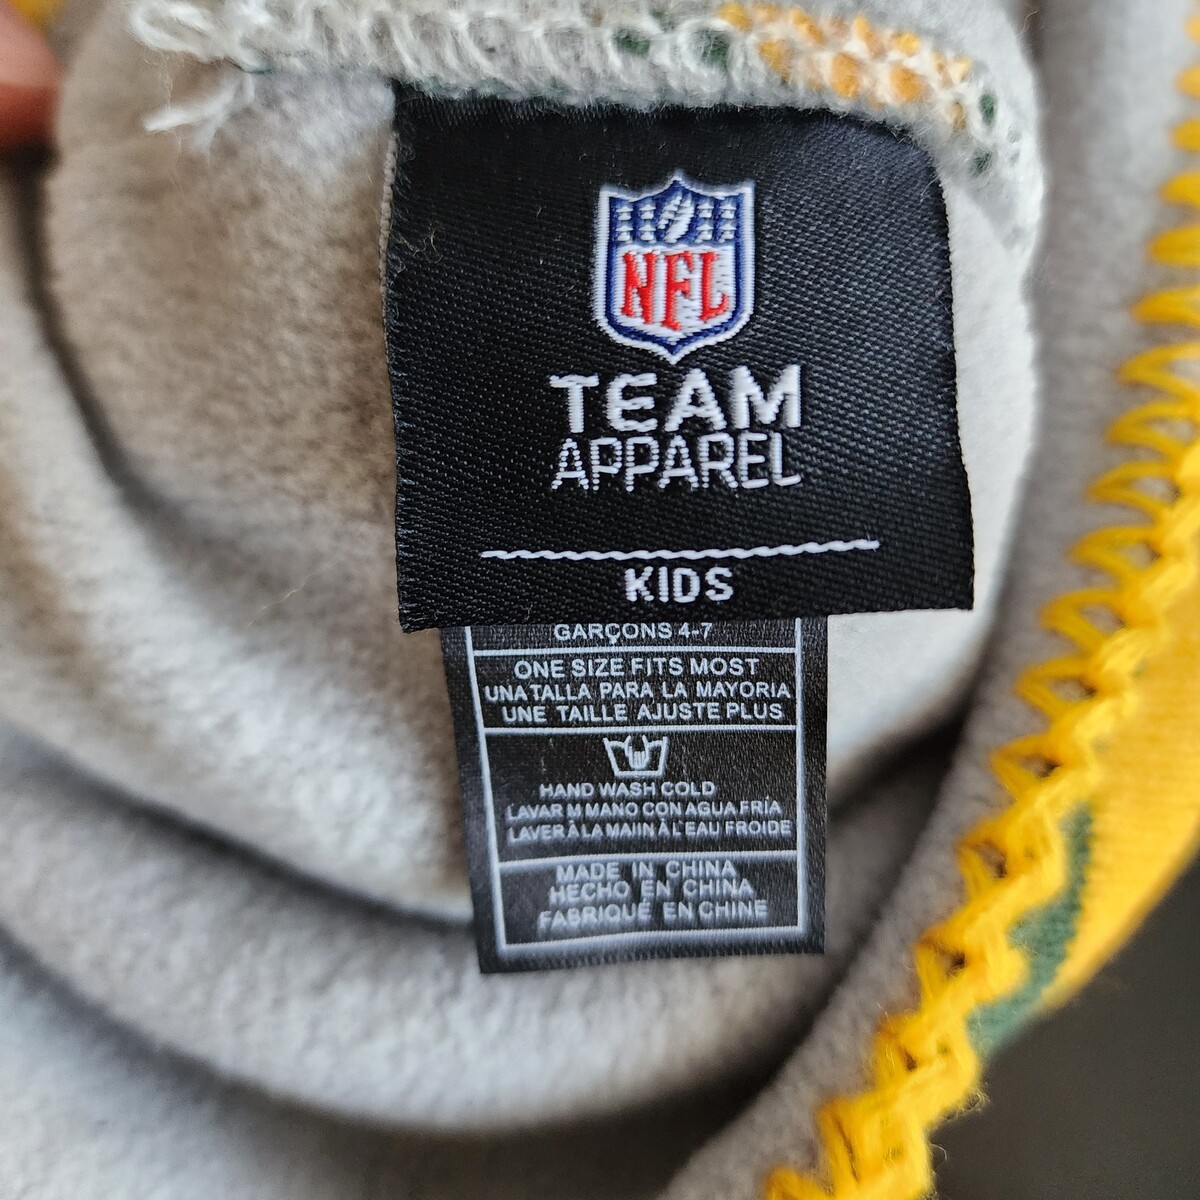 NFL
TEAM
APPAREL
KIDS
GARÇONS 4-7
ONE SIZE FITS MOST
UNA TALLA PARA LA MAYORIA
UNE TAILLE AJUSTE PLUS
HAND WASH COLD
LAVAR M MANO CON AGUA FRÍA
LAVER À LA MAIIN À L'EAU FROIDE
MADE IN CHINA
HECHO EN CHINA
FABRIQUÉ EN CHINE